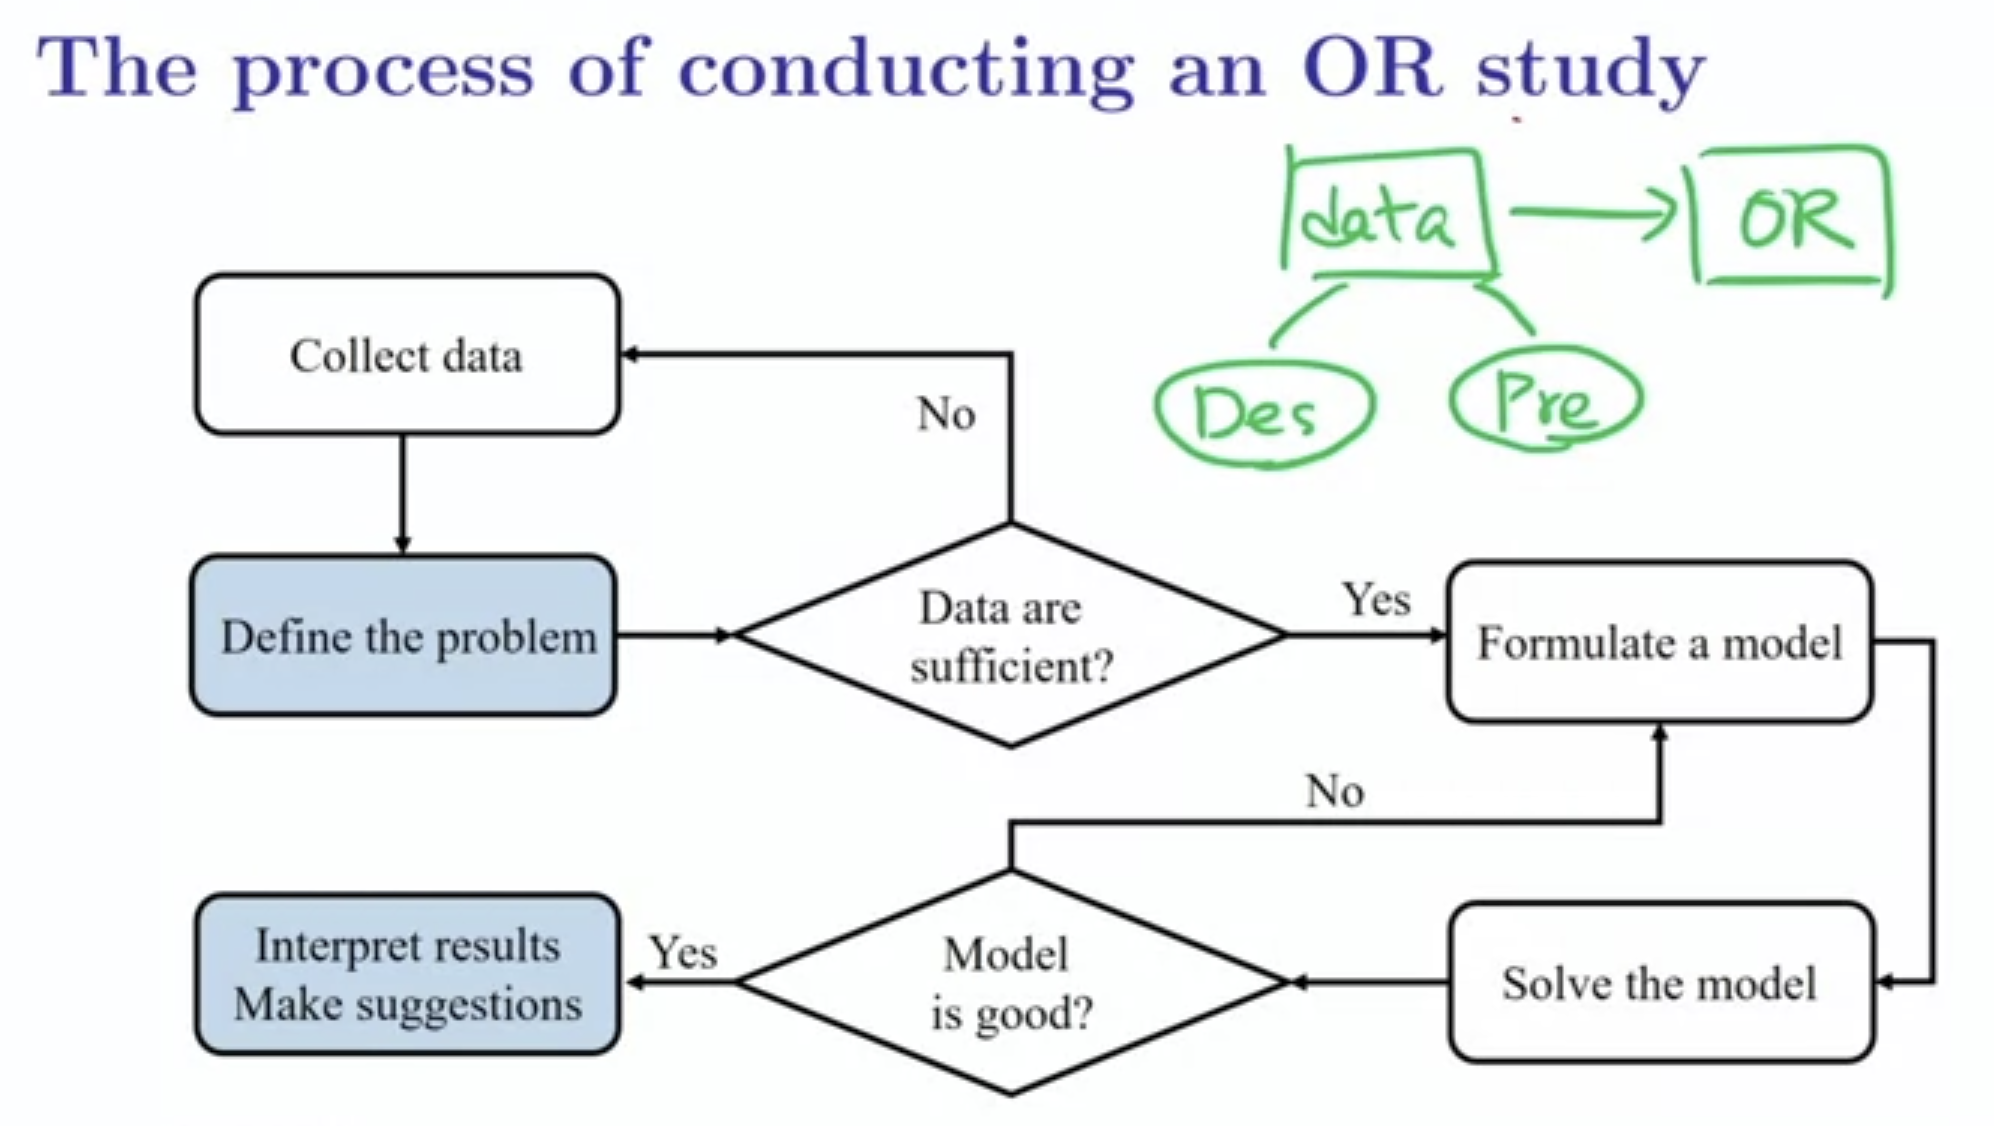 The process of conducting an OR study
data
OR
Des
Pre
Collect data
No
Define the problem
Data are
sufficient?
Yes
Formulate a model
No
Interpret results
Make suggestions
Yes
Model
is good?
Solve the model